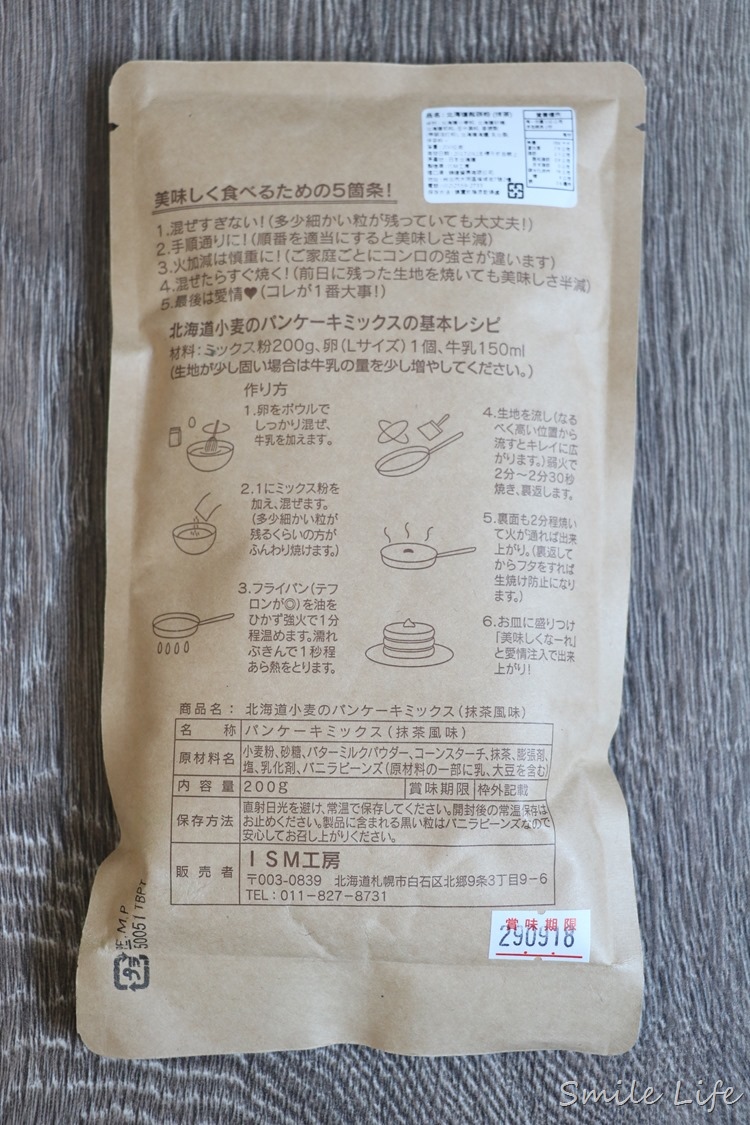 美味しく食べるための5箇条！
1.混ぜすぎない！(多少細かい粒が残っていても大丈夫！)
2.手順通りに！(順番を適当にすると美味しさ半減)
3.火加減は慎重に！(ご家庭ごとにコンロの強さが違います)
4.混ぜたらすぐ焼く！(前日に残った生地を焼いても美味しさ半減)
5.最後は愛情♥(コレが1番大事！)
北海道小麦のパンケーキミックスの基本レシピ
材料：ミックス粉200g、卵(Lサイズ)1個、牛乳150ml
(生地が少し固い場合は牛乳の量を少し増やしてください。)
作り方
1.卵をボウルで
しっかり混ぜ、
牛乳を加えます。
2.1にミックス粉を
加え、混ぜます。
(多少細かい粒が
残るくらいの方が
ふんわり焼けます。)
3.フライパン(テフ
ロンが◎)を油を
ひかず強火で1分
程温めます。濡れ
ぶきんで1秒程
あら熱をとります。
4.生地を流し(なる
べく高い位置から
流すとキレイに広
がります。)弱火で
2分〜2分30秒
焼き、裏返します。
5.裏面も2分程焼い
て火が通れば出来
上がり。(裏返して
からフタをすれば
生焼け防止になり
ます。)
6.お皿に盛りつけ
「美味しくなーれ」
と愛情注入で出来
上がり！
商品名： 北海道小麦のパンケーキミックス(抹茶風味)
名 称 パンケーキミックス(抹茶風味)
原材料名 小麦粉、砂糖、バターミルクパウダー、コーンスターチ、抹茶、膨張剤、
塩、乳化剤、バニラビーンズ(原材料の一部に乳、大豆を含む)
内容量 200g 賞味期限 枠外記載
保存方法 直射日光を避け、常温で保存してください。開封後の常温保存は
お止めください。製品に含まれる黒い粒はバニラビーンズなので
安心してお召し上がりください。
販売者 ISM工房
〒003-0839 北海道札幌市白石区北郷9条3丁目9-6
TEL：011-827-8731
賞味期限
290918
Smile Life